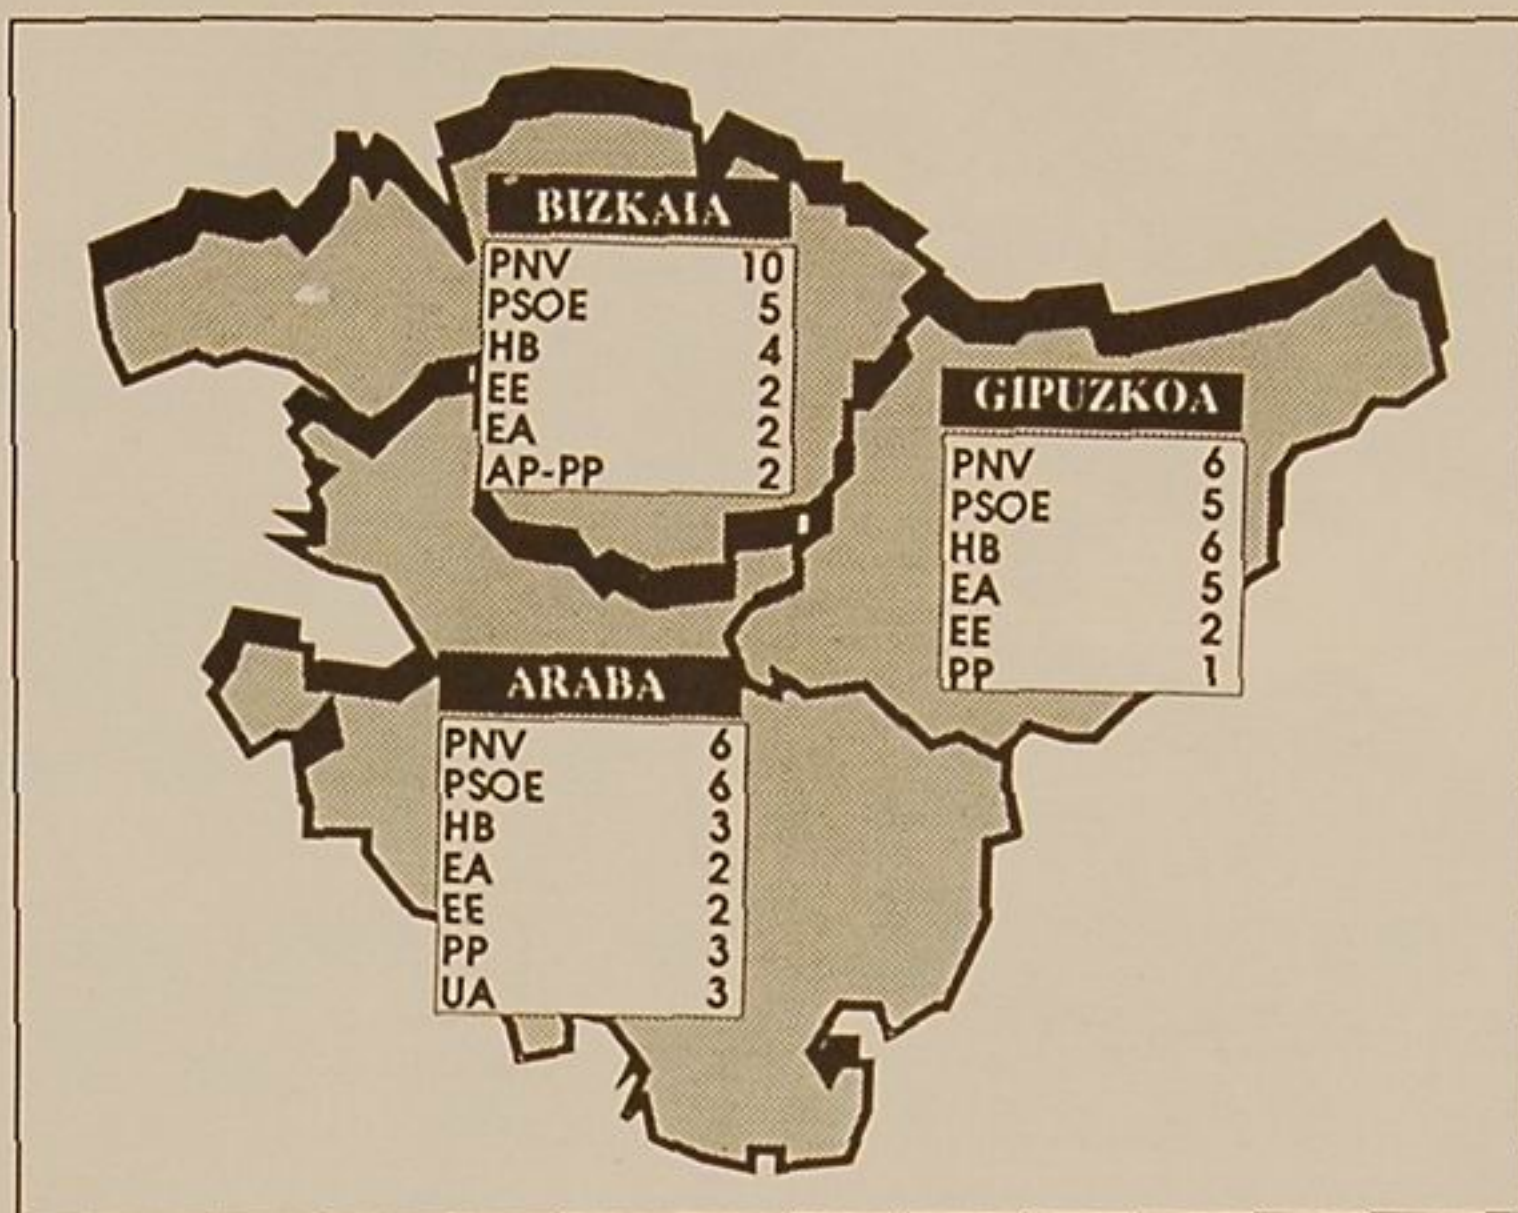 BIZKAIA
PNV 10
PSOE 5
HB 4
EE 2
EA 2
AP-PP 2
GIPUZKOA
PNV 6
PSOE 5
HB 6
EA 5
EE 2
PP 1
ARABA
PNV 6
PSOE 6
HB 3
EA 2
EE 2
PP 3
UA 3